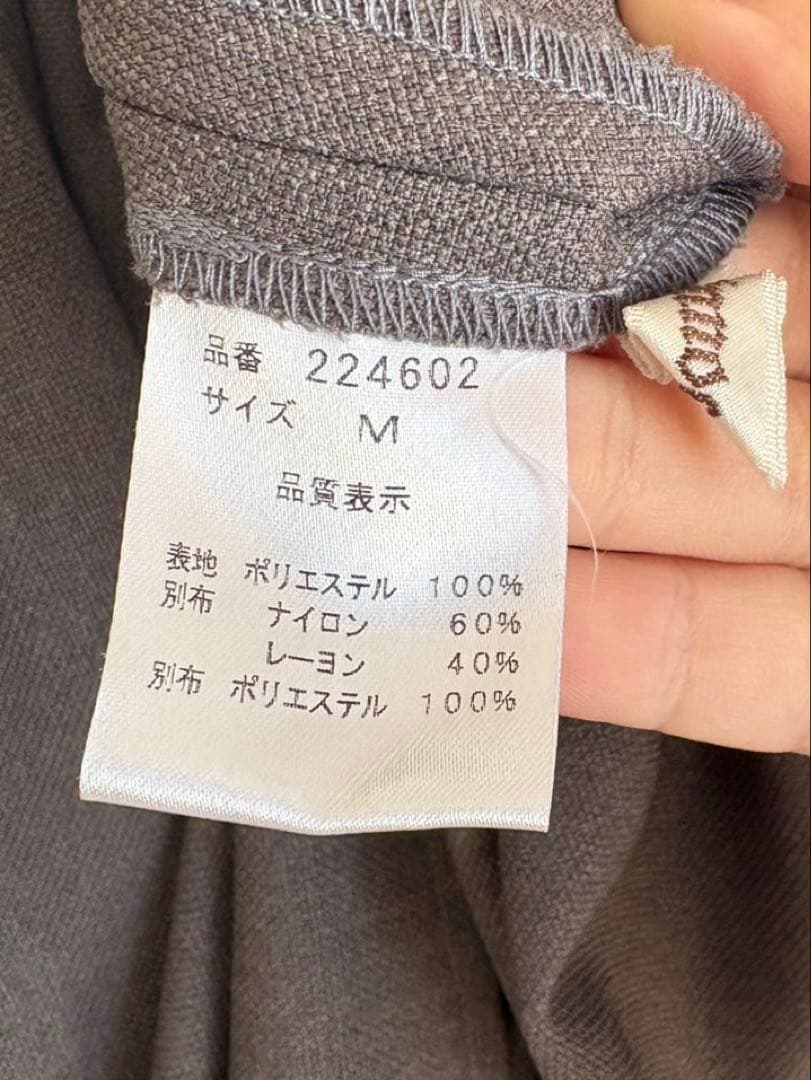 品番 224602
サイズ M
品質表示
表地 ポリエステル 100%
別布 ナイロン 60%
レーヨン 40%
別布 ポリエステル 100%